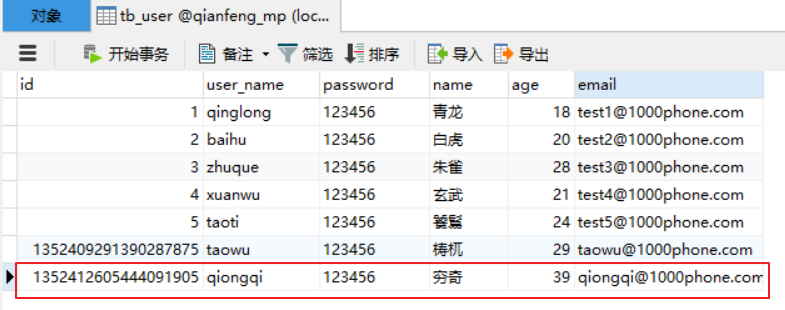 对象 tb_user @qianfeng_mp (loc...
开始事务 备注 筛选 排序 导入 导出
id user_name password name age email
1 qinglong 123456 青龙 18 test1@1000phone.com
2 baihu 123456 白虎 20 test2@1000phone.com
3 zhuque 123456 朱雀 28 test3@1000phone.com
4 xuanwu 123456 玄武 21 test4@1000phone.com
5 taoti 123456 饕鬄 24 test5@1000phone.com
1352409291390287875 taowu 123456 梼杌 29 taowu@1000phone.com
1352412605444091905 qiongqi 123456 穷奇 39 qiongqi@1000phone.com